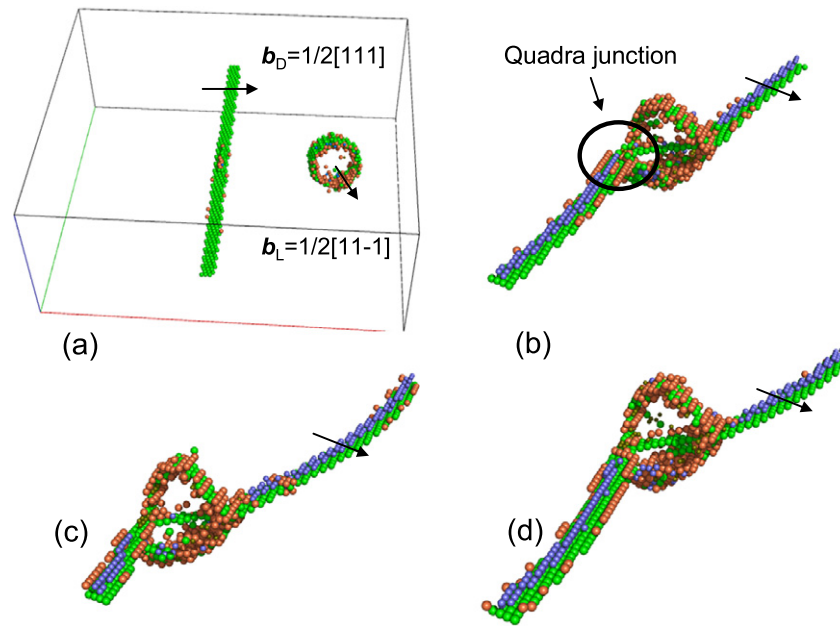 b_D=1/2[111]
Quadra junction
b_L=1/2[11-1]
(a)
(b)
(c)
(d)